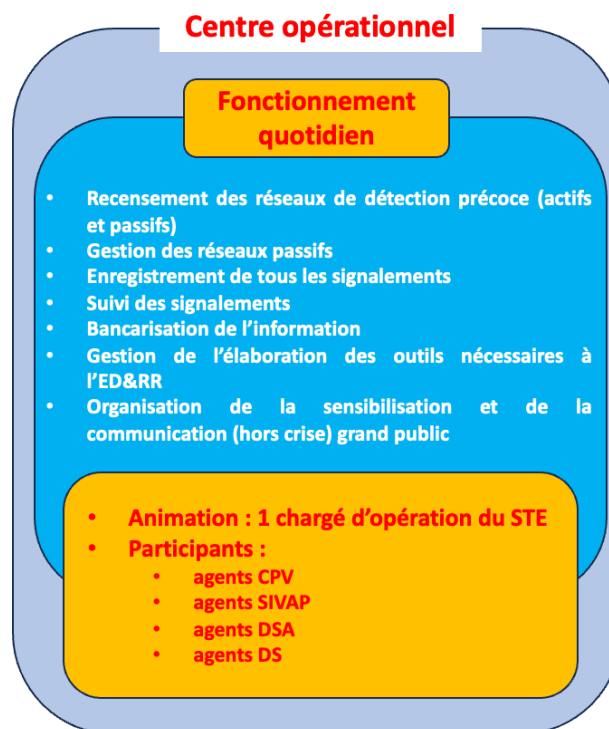 Centre opérationnel
Fonctionnement
quotidien
• Recensement des réseaux de détection précoce (actifs
et passifs)
• Gestion des réseaux passifs
• Enregistrement de tous les signalements
• Suivi des signalements
• Bancarisation de l’information
• Gestion de l’élaboration des outils nécessaires à
l’ED&RR
• Organisation de la sensibilisation et de la
communication (hors crise) grand public
• Animation : 1 chargé d’opération du STE
• Participants :
• agents CPV
• agents SIVAP
• agents DSA
• agents DS